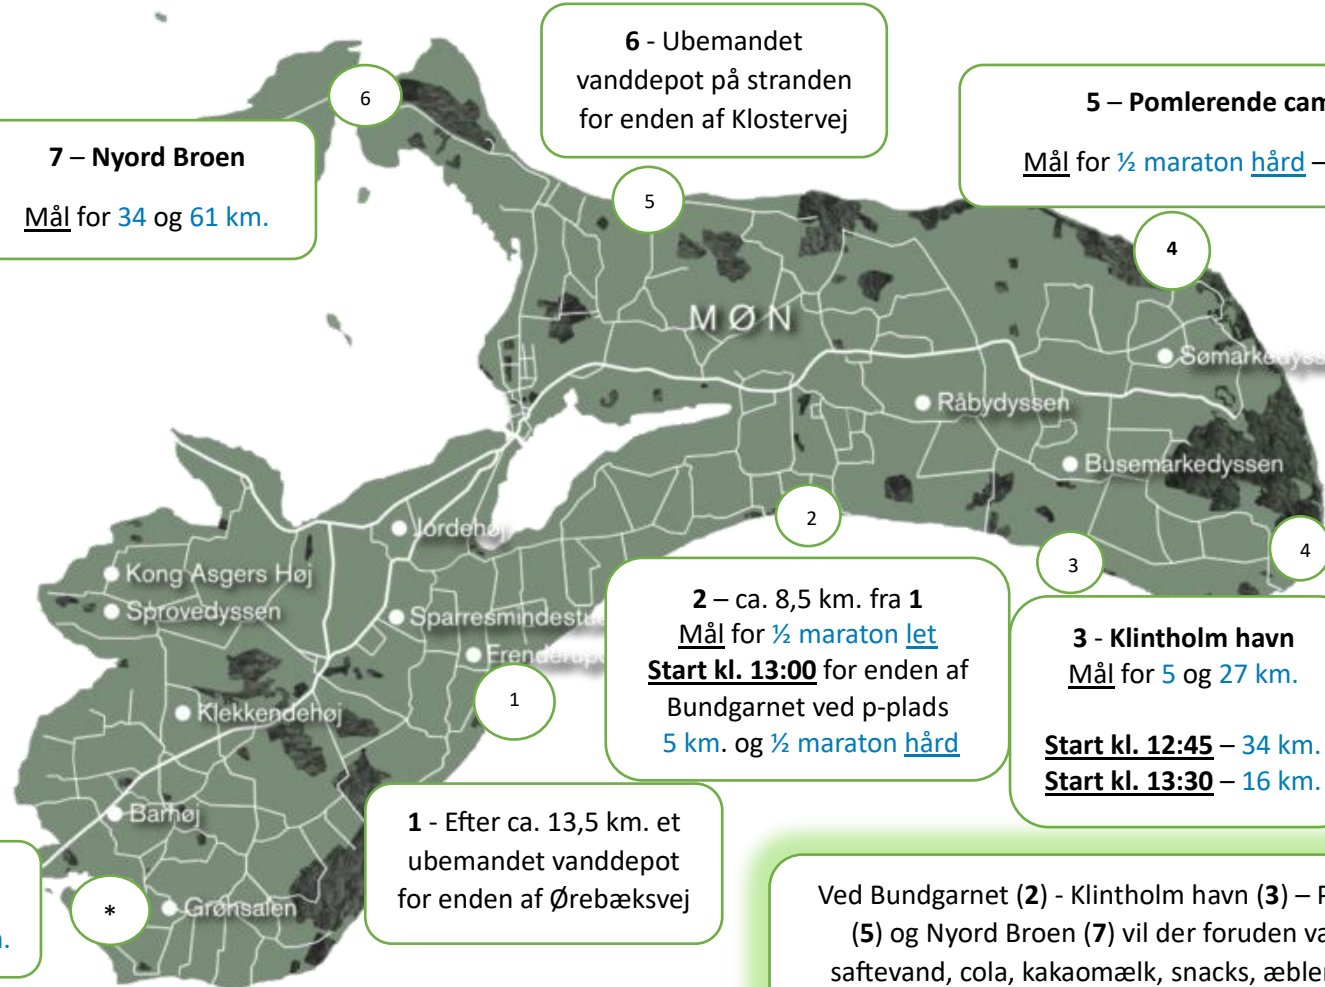 6 - Ubemandet
vanddepot på stranden
for enden af Klostervej
5 – Pomlerende
Mål for ½ maraton hård –
7 – Nyord Broen
Mål for 34 og 61 km.
6
5
4
MØN
Sømarkedyss
Råbydyssen
Busemarkedyssen
Jordehøj
Kong Asgers Høj
Sprovedyssen
Sparresmindestu
Frenderup
Klekkendehøj
Barhøj
Grønsalen
2
3
4
1
*
2 – ca. 8,5 km. fra 1
Mål for ½ maraton let
Start kl. 13:00 for enden af
Bundgarnet ved p-plads
5 km. og ½ maraton hård
3 - Klintholm havn
Mål for 5 og 27 km.
Start kl. 12:45 – 34 km.
Start kl. 13:30 – 16 km.
1 - Efter ca. 13,5 km. et
ubemandet vanddepot
for enden af Ørebæksvej
Ved Bundgarnet (2) - Klintholm havn (3) –
(5) og Nyord Broen (7) vil der foruden
saftevand, cola, kakaomælk, snacks, æbler